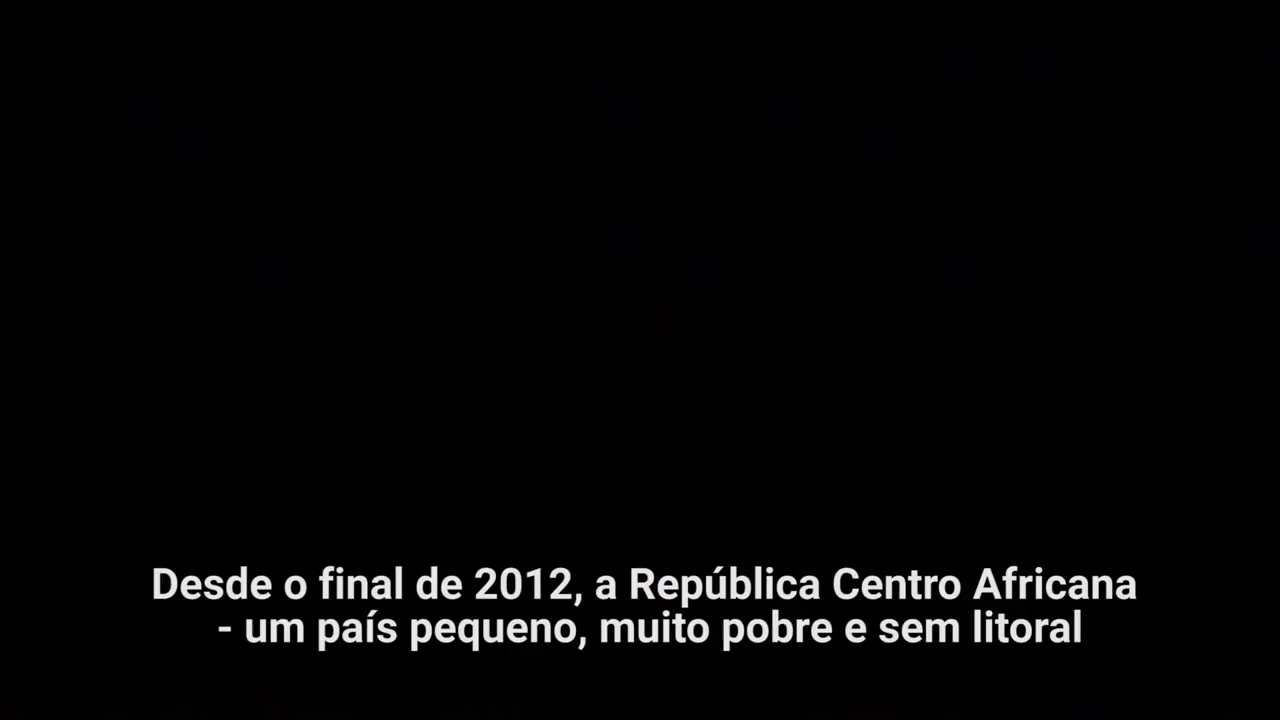 Desde o final de 2012, a República Centro Africana
- um país pequeno, muito pobre e sem litoral